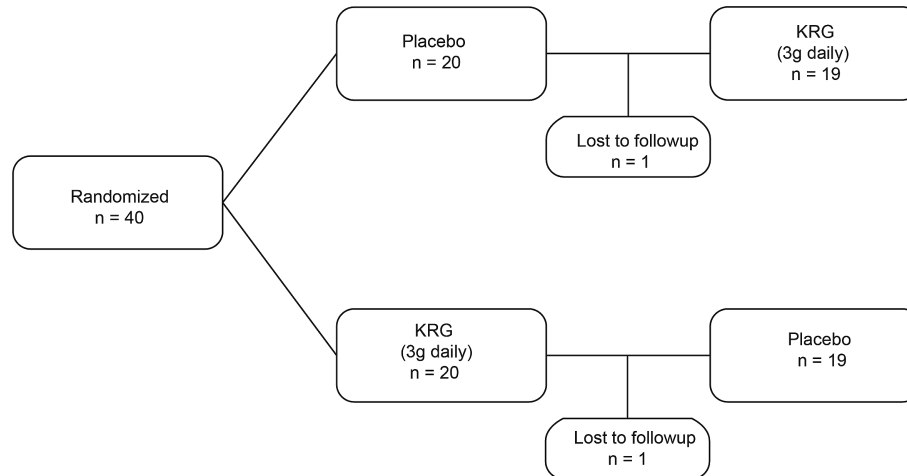 Randomized
n = 40
Placebo
n = 20
Lost to followup
n = 1
KRG
(3g daily)
n = 19
KRG
(3g daily)
n = 20
Lost to followup
n = 1
Placebo
n = 19